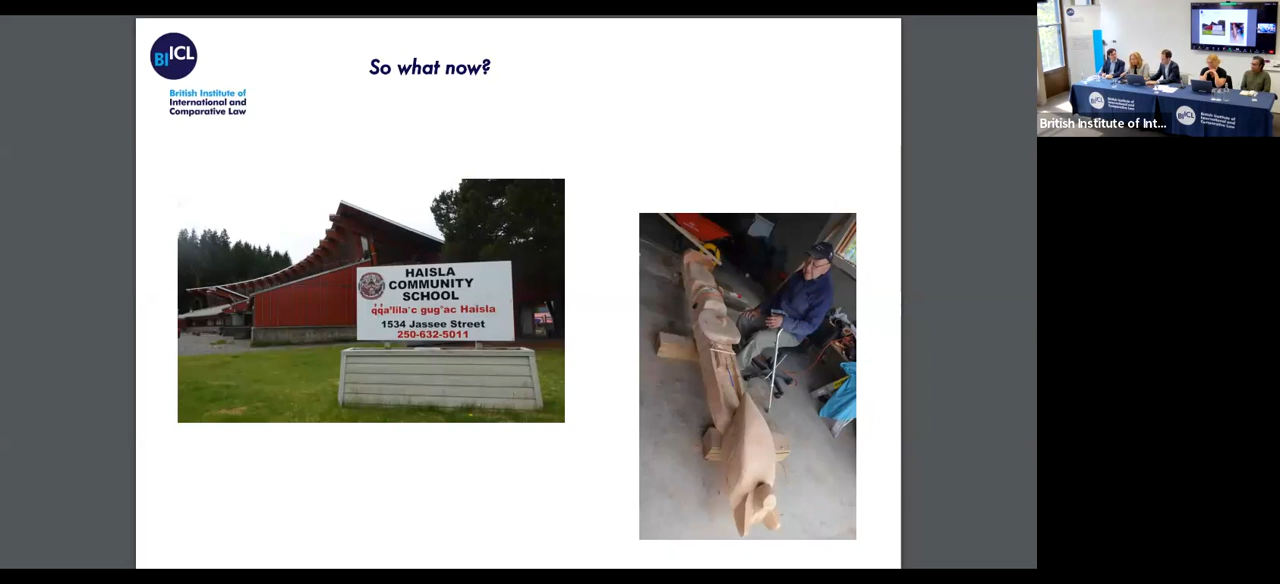 BIICL
British Institute of
International and
Comparative Law
So what now?
HAISLA
COMMUNITY
SCHOOL
q̓q̓a'lila'c gug°ac Haisla
1534 Jassee Street
250-632-5011
British Institute of Int...